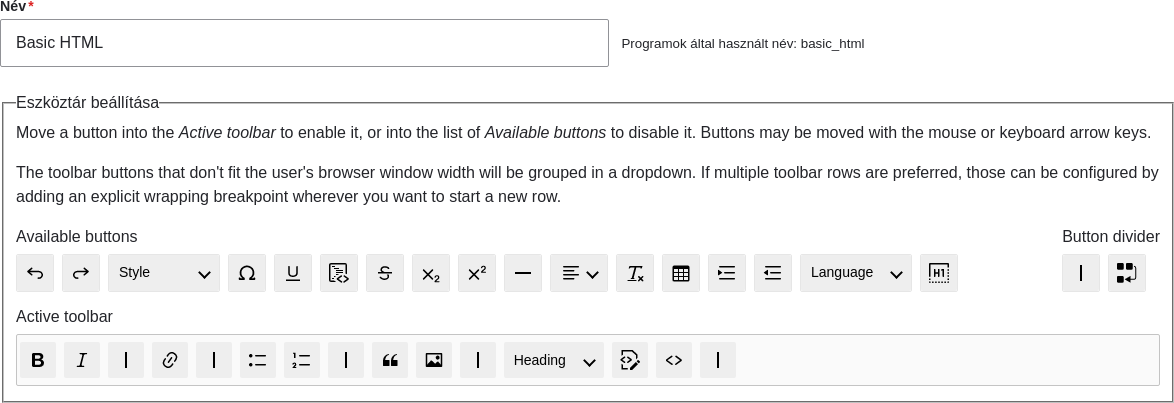 Név*
Basic HTML
Programok által használt név: basic_html
Eszköztár beállítása
Move a button into the Active toolbar to enable it, or into the list of Available buttons to disable it. Buttons may be moved with the mouse or keyboard arrow keys.
The toolbar buttons that don't fit the user's browser window width will be grouped in a dropdown. If multiple toolbar rows are preferred, those can be configured by
adding an explicit wrapping breakpoint wherever you want to start a new row.
Available buttons
Button divider
Style
Language
Active toolbar
Heading